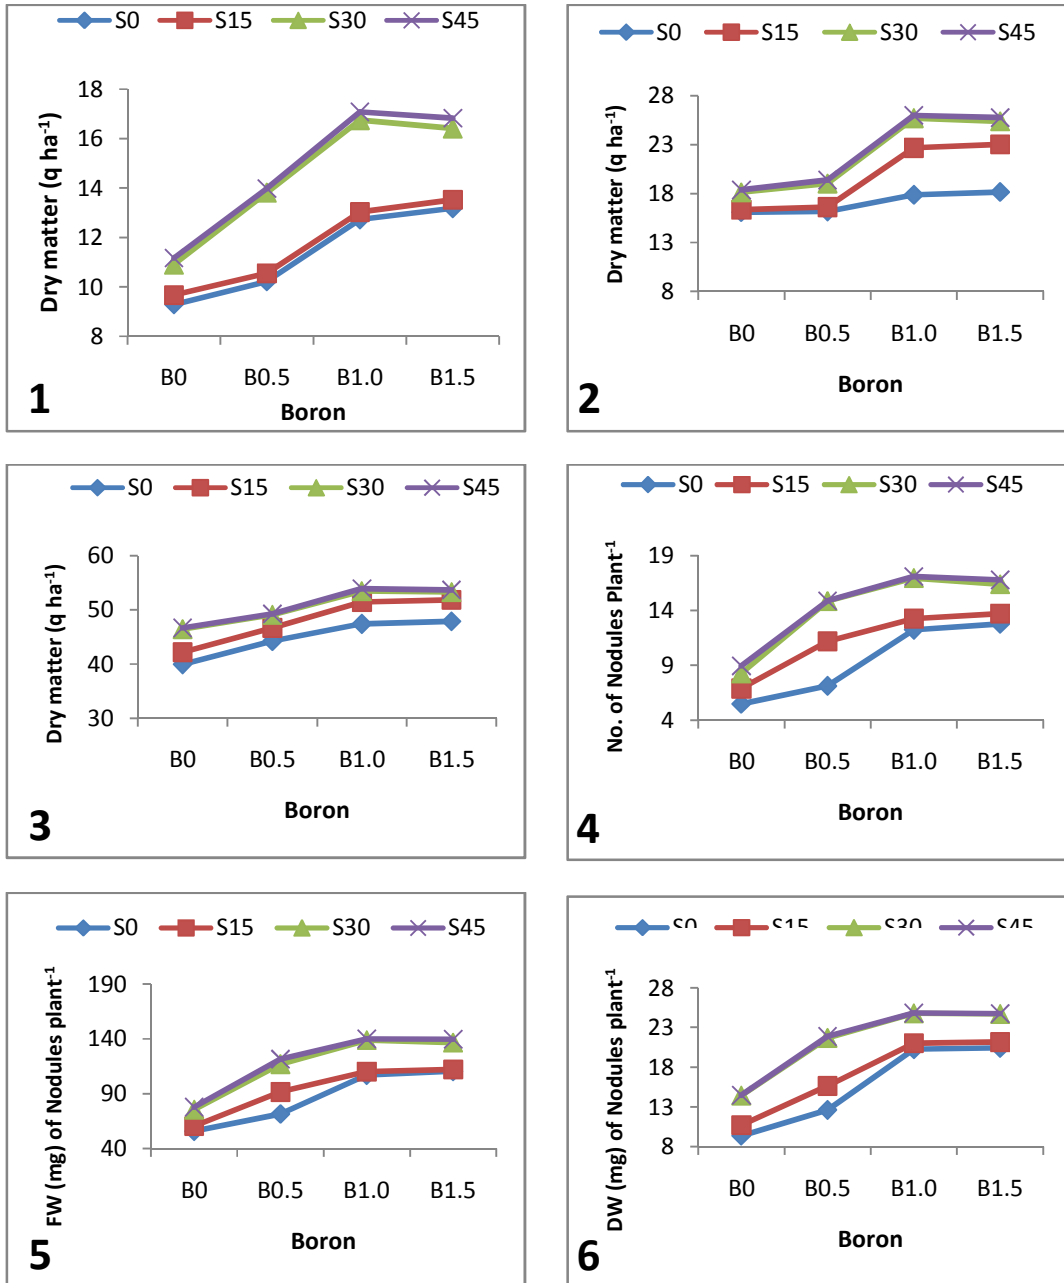 S0 S15 S30 S45
Dry matter (q ha⁻¹)
18
16
14
12
10
8
B0 B0.5 B1.0 B1.5
Boron
1
S0 S15 S30 S45
Dry matter (q ha⁻¹)
28
23
18
13
8
B0 B0.5 B1.0 B1.5
Boron
2
S0 S15 S30 S45
Dry matter (q ha⁻¹)
60
50
40
30
B0 B0.5 B1.0 B1.5
Boron
3
S0 S15 S30 S45
No. of Nodules Plant⁻¹
19
14
9
4
B0 B0.5 B1.0 B1.5
Boron
4
S0 S15 S30 S45
FW (mg) of Nodules plant⁻¹
190
140
90
40
B0 B0.5 B1.0 B1.5
Boron
5
S0 S15 S30 S45
DW (mg) of Nodules plant⁻¹
28
23
18
13
8
B0 B0.5 B1.0 B1.5
Boron
6